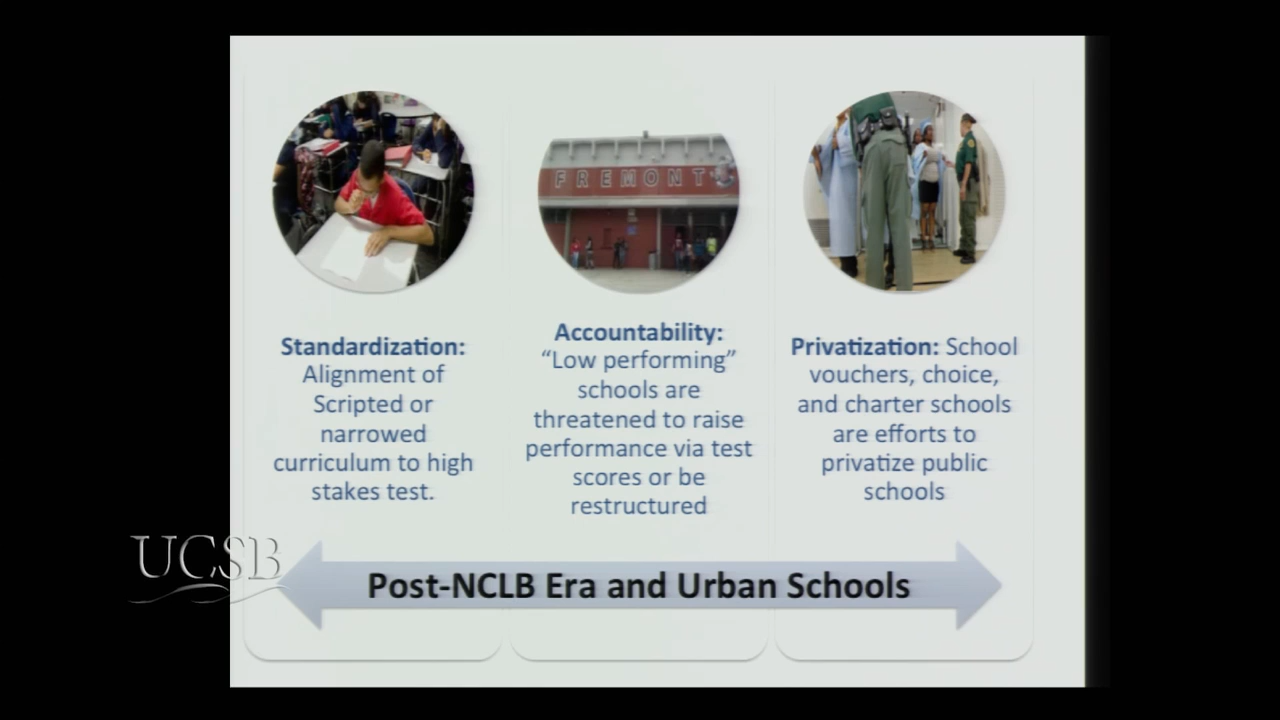 FREMONT
Standardization:
Alignment of
Scripted or
narrowed
curriculum to high
stakes test.
Accountability:
“Low performing”
schools are
threatened to raise
performance via test
scores or be
restructured
Privatization: School
vouchers, choice,
and charter schools
are efforts to
privatize public
schools
UCSB
Post-NCLB Era and Urban Schools